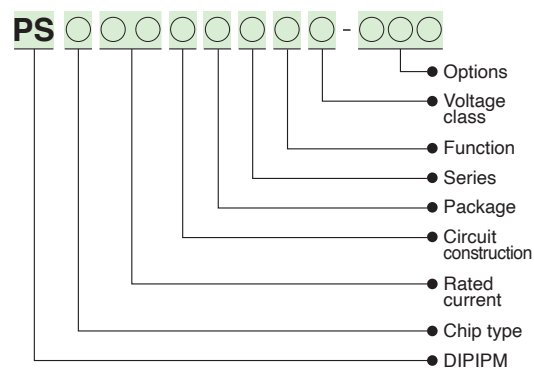 PS ○ ○○ ○ ○ ○ ○ ○ - ○○○
Options
Voltage
class
Function
Series
Package
Circuit
construction
Rated
current
Chip type
DIPIPM